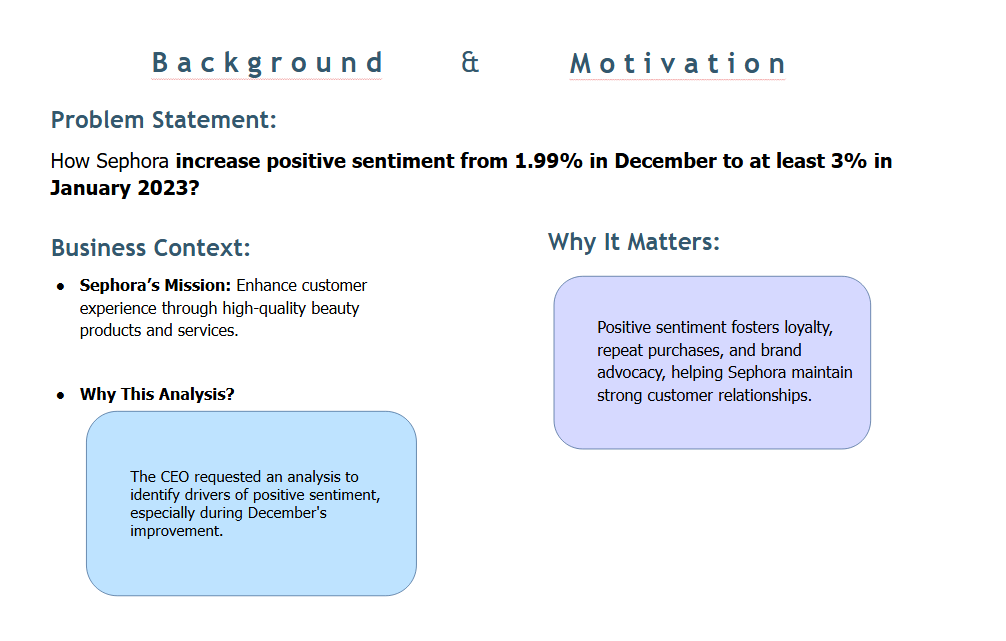 Background & Motivation
Problem Statement:
How Sephora increase positive sentiment from 1.99% in December to at least 3% in
January 2023?
Business Context:
• Sephora’s Mission: Enhance customer
experience through high-quality beauty
products and services.
• Why This Analysis?
The CEO requested an analysis to
identify drivers of positive sentiment,
especially during December's
improvement.
Why It Matters:
Positive sentiment fosters loyalty,
repeat purchases, and brand
advocacy, helping Sephora maintain
strong customer relationships.